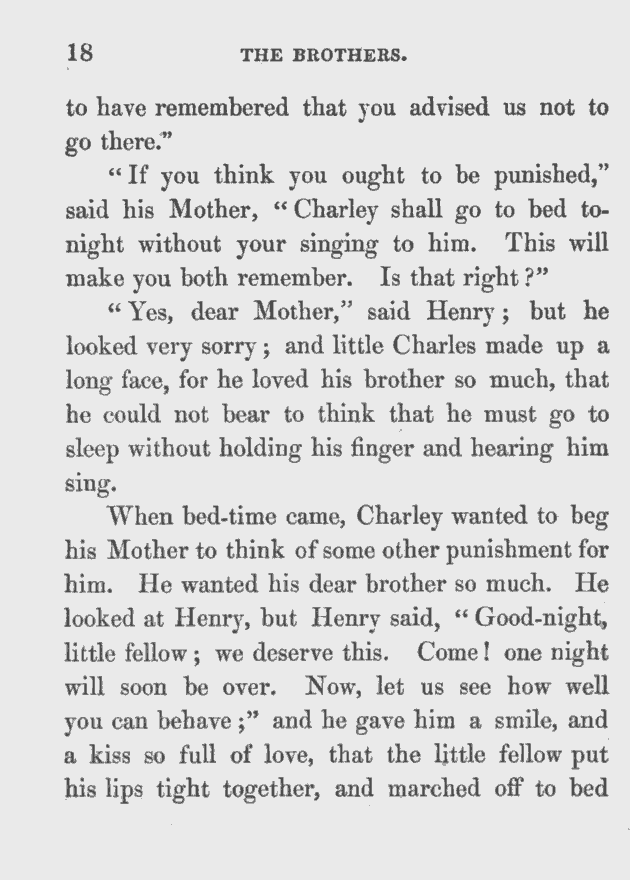 18 THE BROTHERS.
to have remembered that you advised us not to
go there."
"If you think you ought to be punished,"
said his Mother, "Charley shall go to bed to-
night without your singing to him. This will
make you both remember. Is that right?"
"Yes, dear Mother," said Henry; but he
looked very sorry; and little Charles made up a
long face, for he loved his brother so much, that
he could not bear to think that he must go to
sleep without holding his finger and hearing him
sing.
When bed-time came, Charley wanted to beg
his Mother to think of some other punishment for
him. He wanted his dear brother so much. He
looked at Henry, but Henry said, "Good-night,
little fellow; we deserve this. Come! one night
will soon be over. Now, let us see how well
you can behave;" and he gave him a smile, and
a kiss so full of love, that the little fellow put
his lips tight together, and marched off to bed